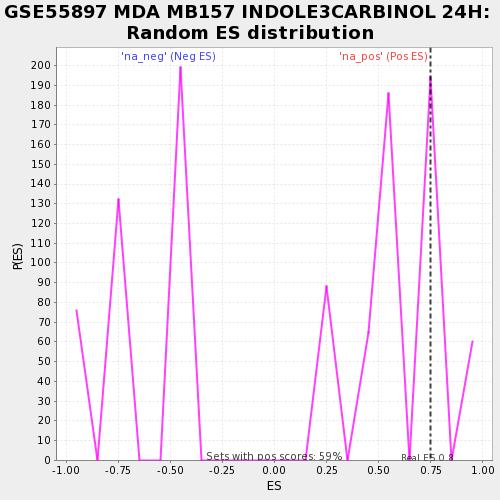 GSE55897 MDA MB157 INDOLE3CARBINOL 24H:
Random ES distribution
'na_neg' (Neg ES)
'na_pos' (Pos ES)
P(ES)
200
190
180
170
160
150
140
130
120
110
100
90
80
70
60
50
40
30
20
10
0
Sets with pos scores: 59%
Real ES 0.8
-1.00 -0.75 -0.50 -0.25 0.00 0.25 0.50 0.75 1.00
ES